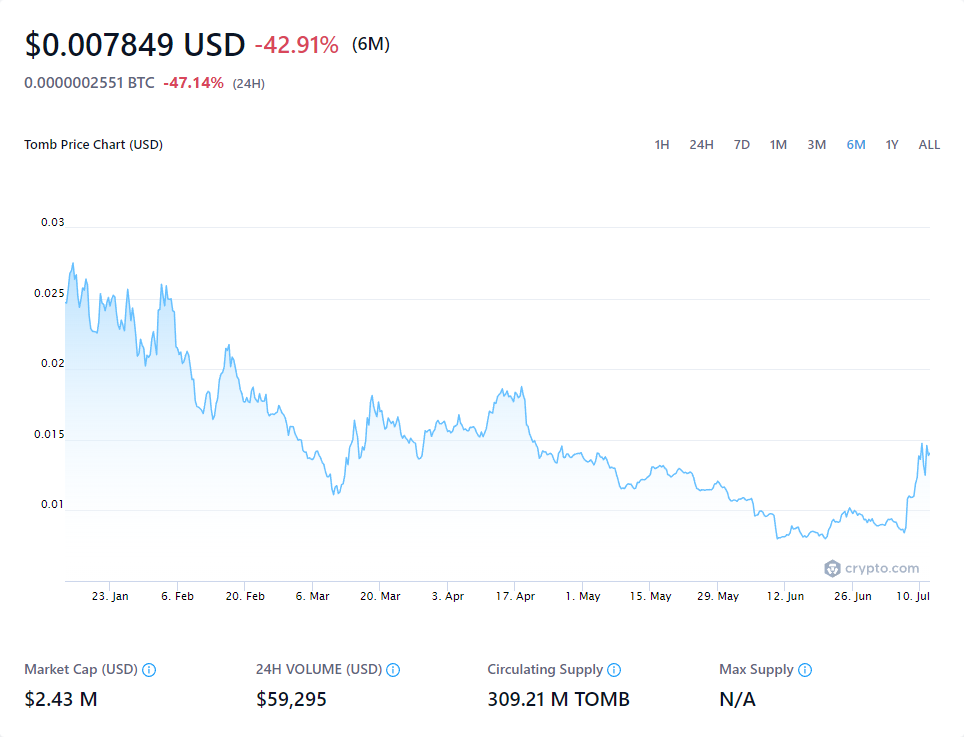 $0.007849 USD -42.91% (6M)
0.0000002551 BTC -47.14% (24H)
Tomb Price Chart (USD) 1H 24H 7D 1M 3M 6M 1Y ALL
0.03
0.025
0.02
0.015
0.01
crypto.com
23. Jan 6. Feb 20. Feb 6. Mar 20. Mar 3. Apr 17. Apr 1. May 15. May 29. May 12. Jun 26. Jun 10. Jul
Market Cap (USD) 24H VOLUME (USD) Circulating Supply Max Supply
$2.43 M $59,295 309.21 M TOMB N/A